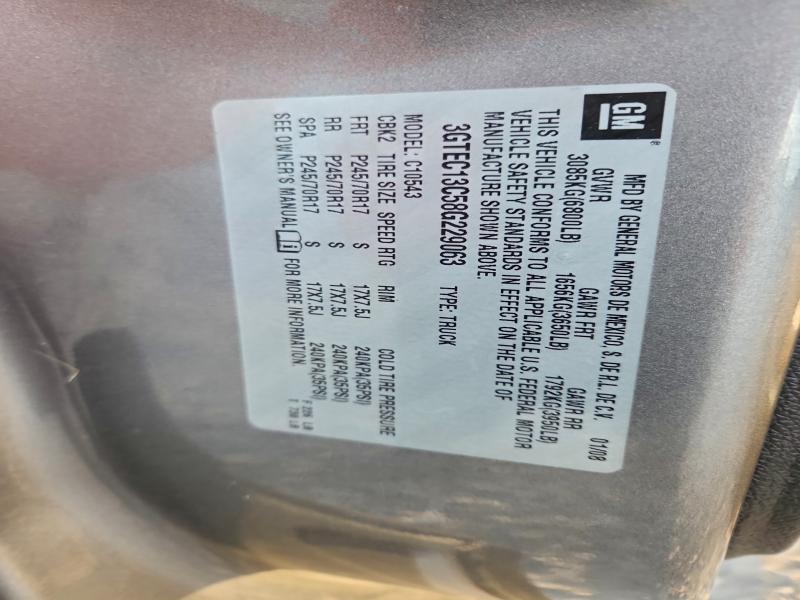 GM®
MFD BY GENERAL MOTORS DE MEXICO, S. DE R.L. DE C.V. 01/08
GVWR GAWR FRT GAWR RR
3085KG(6800LB) 1656KG(3650LB) 1792KG(3950LB)
THIS VEHICLE CONFORMS TO ALL APPLICABLE U.S. FEDERAL MOTOR
VEHICLE SAFETY STANDARDS IN EFFECT ON THE DATE OF
MANUFACTURE SHOWN ABOVE.
3GTEC13C58G229063 TYPE: TRUCK
MODEL: C10543
CBK2 TIRE SIZE SPEED RTG RIM COLD TIRE PRESSURE
FRT P245/70R17 S 17X7.5J 240KPA(35PSI)
RR P245/70R17 S 17X7.5J 240KPA(35PSI)
SPA P245/70R17 S 17X7.5J 240KPA(35PSI)
SEE OWNER'S MANUAL FOR MORE INFORMATION.